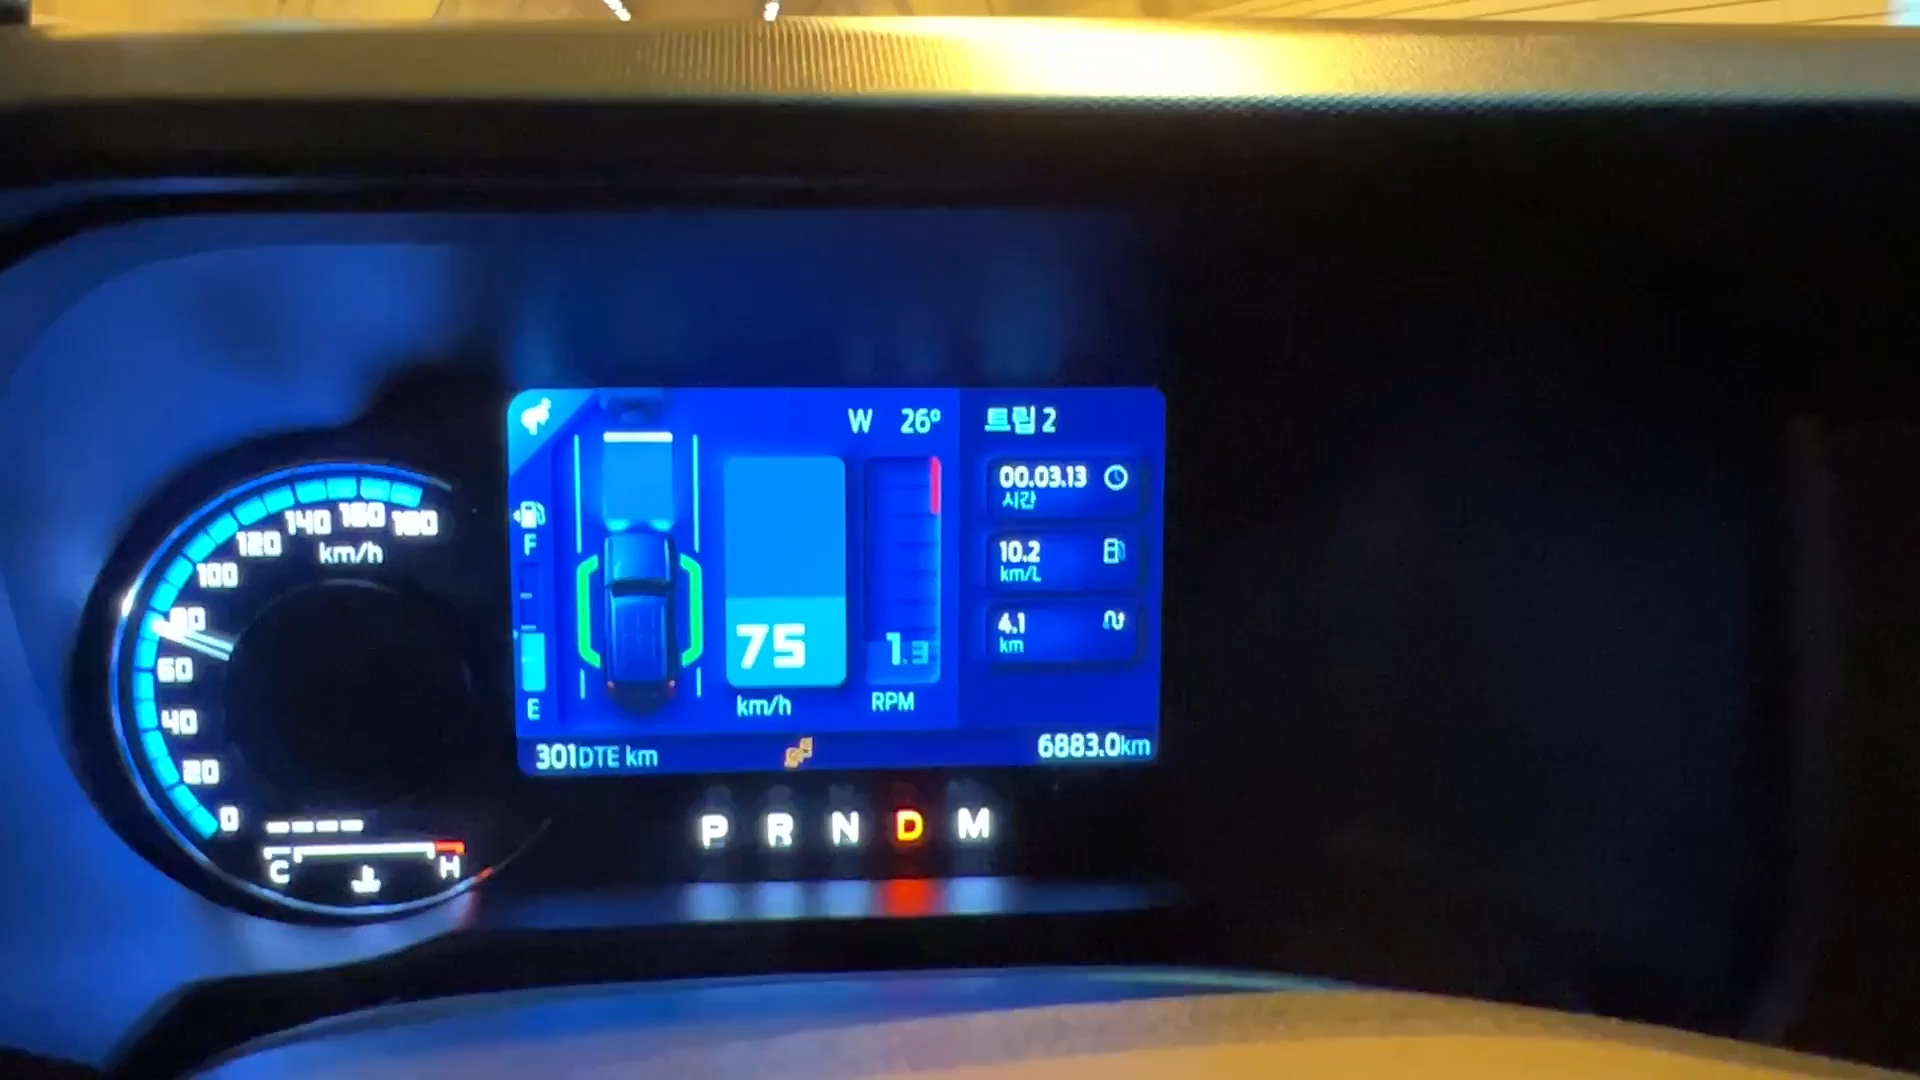 W 26°
트립 2
00.03.13
시간
10.2
km/L
4.1
km
F
E
75
km/h
1.3
RPM
301DTE km
6883.0km
180
160
140
120
100
80
60
40
20
0
km/h
C H
P R N D M